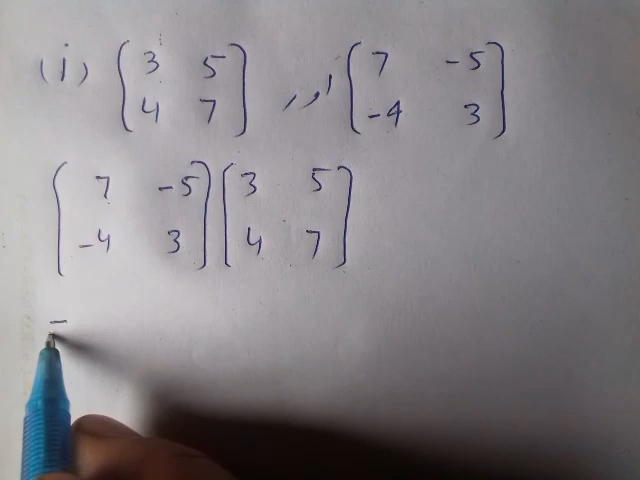 (i) [3 5 , , , [7 -5
4 7] -4 3]
[7 -5 [3 5
-4 3] 4 7]
=